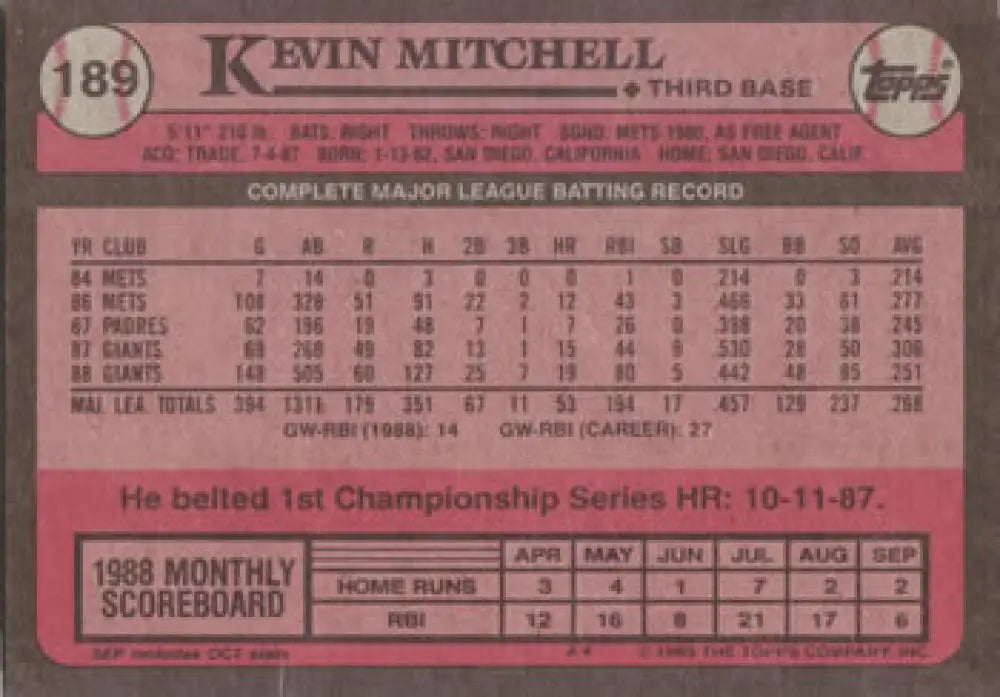 189
KEVIN MITCHELL
THIRD BASE
Topps®
5'11" 210 lb. BATS: RIGHT THROWS: RIGHT SGND: METS-1980, AS FREE AGENT
ACQ: TRADE, 7-4-87 BORN: 1-13-62, SAN DIEGO, CALIFORNIA HOME: SAN DIEGO, CALIF.
COMPLETE MAJOR LEAGUE BATTING RECORD
YR CLUB G AB R H 2B 3B HR RBI SB SLG BB SO AVG
84 METS 7 14 0 3 0 0 0 1 0 .214 0 3 .214
86 METS 108 328 51 91 22 2 12 43 3 .466 33 61 .277
87 PADRES 62 196 19 48 7 1 7 26 0 .398 20 38 .245
87 GIANTS 69 268 49 82 13 1 15 44 9 .530 28 50 .306
88 GIANTS 148 505 60 127 25 7 19 80 5 .442 48 85 .251
MAJ. LEA. TOTALS 394 1311 179 351 67 11 53 194 17 .457 129 237 .268
GW-RBI (1988): 14 GW-RBI (CAREER): 27
He belted 1st Championship Series HR: 10-11-87.
1988 MONTHLY SCOREBOARD
APR MAY JUN JUL AUG SEP
HOME RUNS 3 4 1 7 2 2
RBI 12 16 8 21 17 6
SEP includes OCT stats
A* © 1989 THE TOPPS COMPANY, INC.